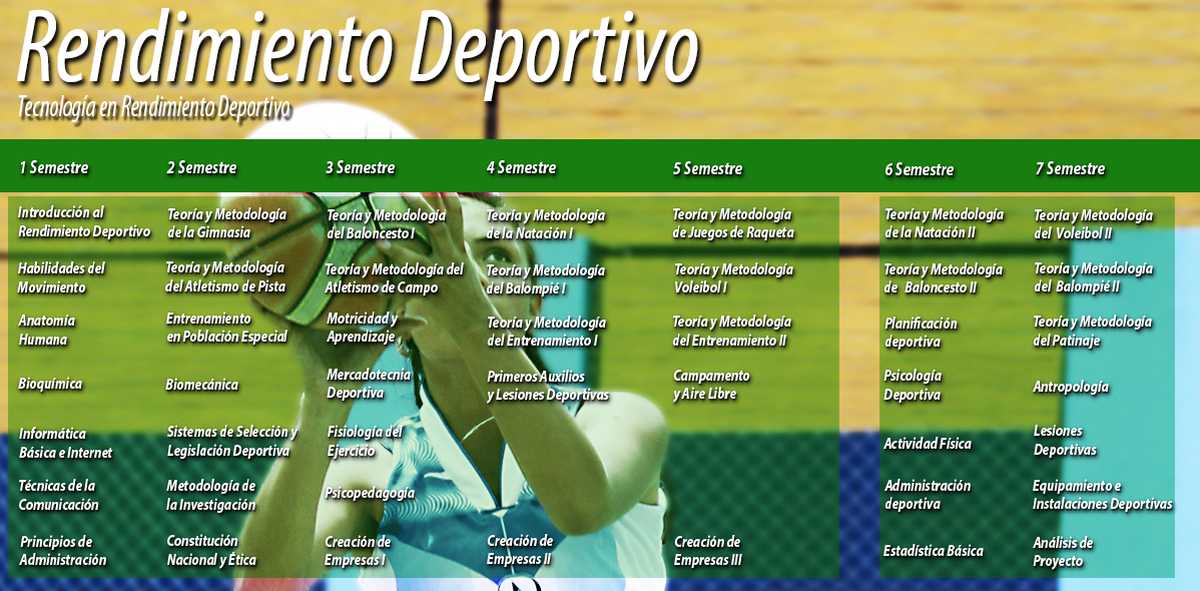 Rendimiento Deportivo
Tecnología en Rendimiento Deportivo
1 Semestre
2 Semestre
3 Semestre
4 Semestre
5 Semestre
6 Semestre
7 Semestre
Introducción al
Rendimiento Deportivo
Habilidades del
Movimiento
Anatomía
Humana
Bioquímica
Informática
Básica e Internet
Técnicas de la
Comunicación
Principios de
Administración
Teoría y Metodología
de la Gimnasia
Teoría y Metodología
del Atletismo de Pista
Entrenamiento
en Población Especial
Biomecánica
Sistemas de Selección y
Legislación Deportiva
Metodología de
la Investigación
Constitución
Nacional y Ética
Teoría y Metodología
del Baloncesto I
Teoría y Metodología del
Atletismo de Campo
Motricidad y
Aprendizaje
Mercadotecnia
Deportiva
Fisiología del
Ejercicio
Psicopedagogía
Creación de
Empresas I
Teoría y Metodología
de la Natación I
Teoría y Metodología
del Balompié I
Teoría y Metodología
del Entrenamiento I
Primeros Auxilios
y Lesiones Deportivas
Creación de
Empresas II
Teoría y Metodología
de Juegos de Raqueta
Teoría y Metodología
Voleibol I
Teoría y Metodología
del Entrenamiento II
Campamento
y Aire Libre
Creación de
Empresas III
Teoría y Metodología
de la Natación II
Teoría y Metodología
de Baloncesto II
Planificación
deportiva
Psicología
Deportiva
Actividad Física
Administración
deportiva
Estadística Básica
Teoría y Metodología
del Voleibol II
Teoría y Metodología
del Balompié II
Teoría y Metodología
del Patinaje
Antropología
Lesiones
Deportivas
Equipamiento e
Instalaciones Deportivas
Análisis de
Proyecto